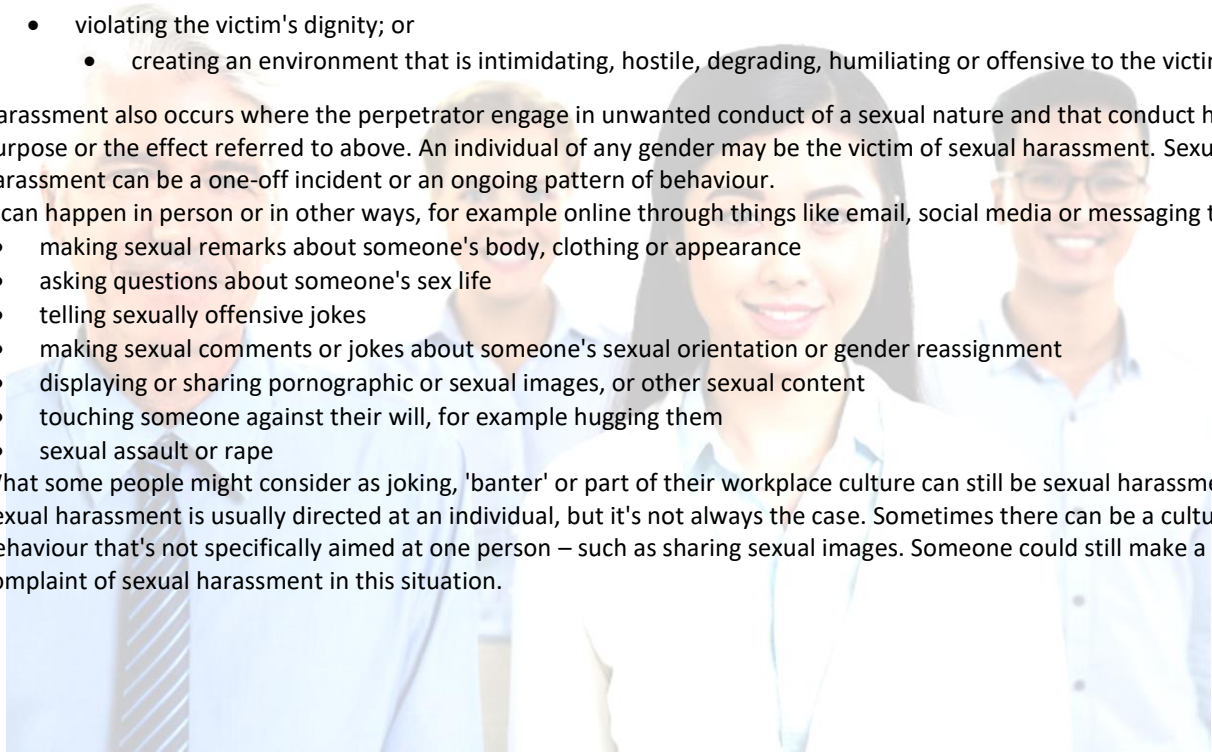 • violating the victim's dignity; or
• creating an environment that is intimidating, hostile, degrading, humiliating or offensive to the victim
arassment also occurs where the perpetrator engage in unwanted conduct of a sexual nature and that conduct h
urpose or the effect referred to above. An individual of any gender may be the victim of sexual harassment. Sexu
arassment can be a one-off incident or an ongoing pattern of behaviour.
can happen in person or in other ways, for example online through things like email, social media or messaging t
• making sexual remarks about someone's body, clothing or appearance
• asking questions about someone's sex life
• telling sexually offensive jokes
• making sexual comments or jokes about someone's sexual orientation or gender reassignment
• displaying or sharing pornographic or sexual images, or other sexual content
• touching someone against their will, for example hugging them
• sexual assault or rape
hat some people might consider as joking, 'banter' or part of their workplace culture can still be sexual harassme
exual harassment is usually directed at an individual, but it's not always the case. Sometimes there can be a cultu
ehaviour that's not specifically aimed at one person – such as sharing sexual images. Someone could still make a
omplaint of sexual harassment in this situation.